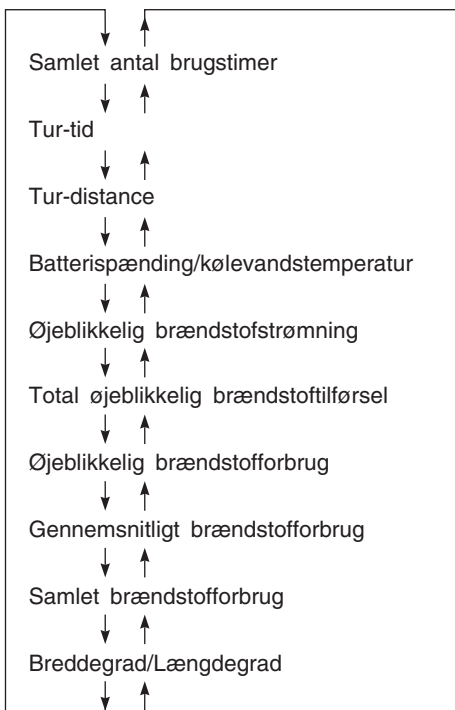 Samlet antal brugstimer
Tur-tid
Tur-distance
Batterispænding/kølevandstemperatur
Øjeblikkelig brændstofstrømning
Total øjeblikkelig brændstoftilførsel
Øjeblikkelig brændstofforbrug
Gennemsnitligt brændstofforbrug
Samlet brændstofforbrug
Breddegrad/Længdegrad